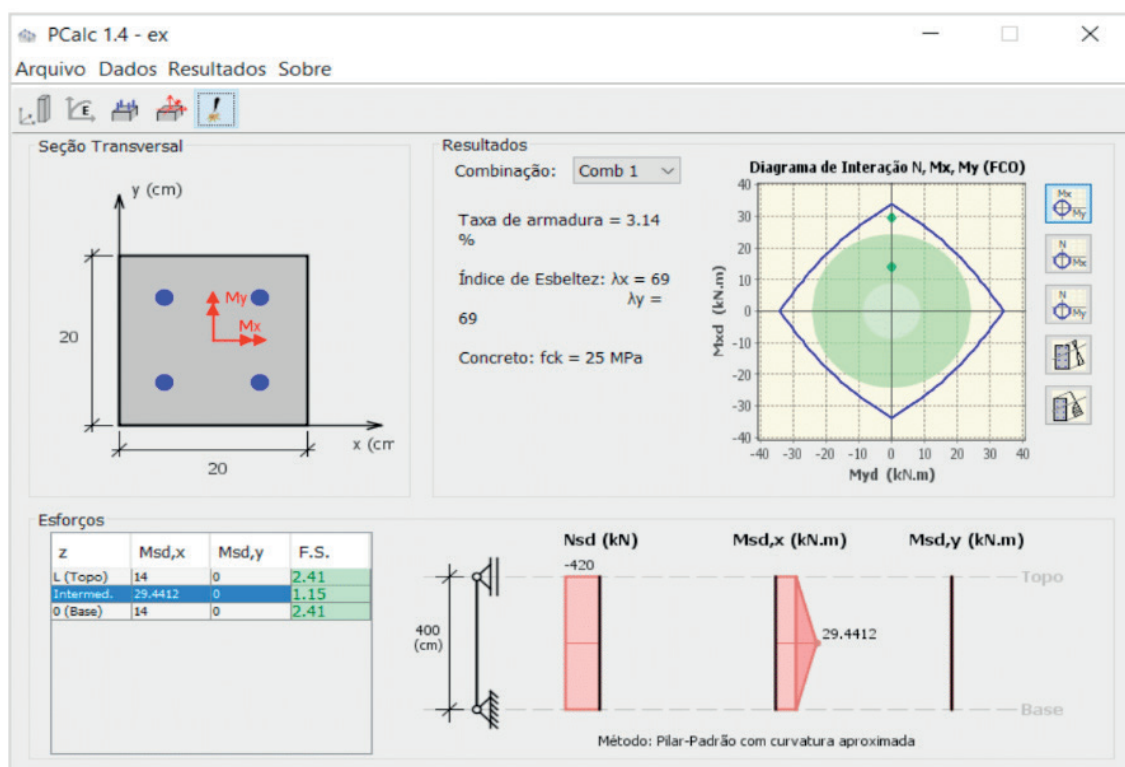 PCalc 1.4 - ex
Arquivo Dados Resultados Sobre
E
Seção Transversal
y (cm)
20
My
Mx
x (cm
20
Resultados
Combinação: Comb 1
Taxa de armadura = 3.14
%
Índice de Esbeltez: λx = 69
λy =
69
Concreto: fck = 25 MPa
Diagrama de Interação N, Mx, My (FCO)
40
30
20
10
0
-10
-20
-30
-40
Mxd (kN.m)
-40 -30 -20 -10 0 10 20 30 40
Myd (kN.m)
Mx
My
N
Mx
N
My
Esforços
z Msd,x Msd,y F.S.
L (Topo) 14 0 2.41
Intermed. 29.4412 0 1.15
0 (Base) 14 0 2.41
400
(cm)
Nsd (kN) Msd,x (kN.m) Msd,y (kN.m)
-420
Topo
29.4412
Base
Método: Pilar-Padrão com curvatura aproximada